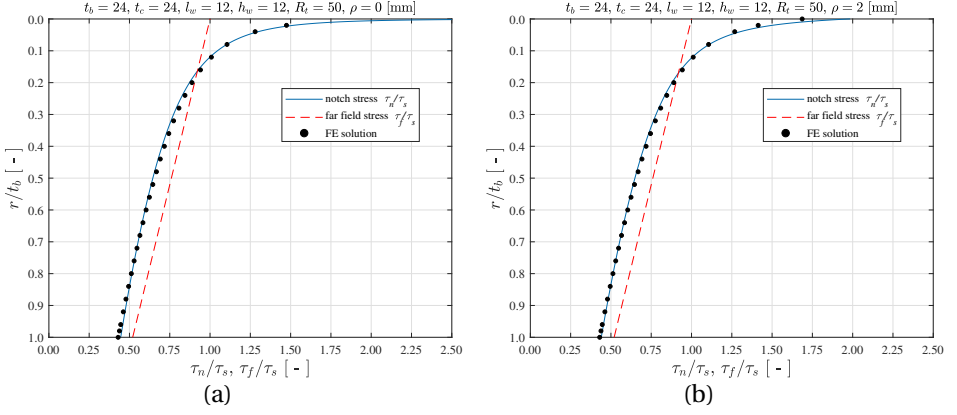 t_b = 24, t_c = 24, l_w = 12, h_w = 12, R_t = 50, ρ = 0 [mm]
0.0
0.1
0.2
0.3
0.4
0.5
0.6
0.7
0.8
0.9
1.0
r/t_b [ - ]
notch stress τ_n/τ_s
far field stress τ_f/τ_s
FE solution
0.00 0.25 0.50 0.75 1.00 1.25 1.50 1.75 2.00 2.25 2.50
τ_n/τ_s, τ_f/τ_s [ - ]
(a)
t_b = 24, t_c = 24, l_w = 12, h_w = 12, R_t = 50, ρ = 2 [mm]
0.0
0.1
0.2
0.3
0.4
0.5
0.6
0.7
0.8
0.9
1.0
r/t_b [ - ]
notch stress τ_n/τ_s
far field stress τ_f/τ_s
FE solution
0.00 0.25 0.50 0.75 1.00 1.25 1.50 1.75 2.00 2.25 2.50
τ_n/τ_s, τ_f/τ_s [ - ]
(b)